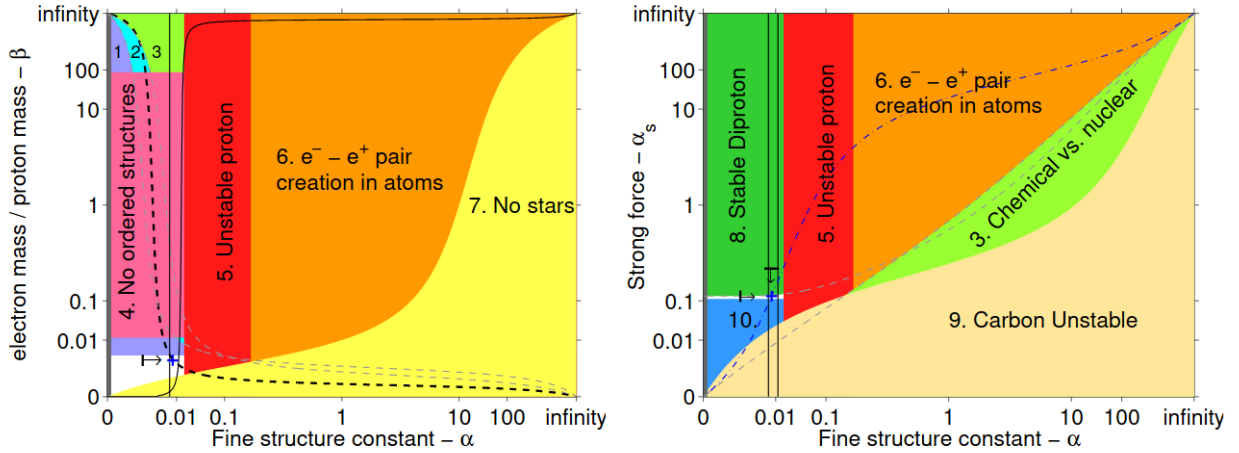 infinity
100
10
1
0.1
0.01
0
electron mass / proton mass – β
1
2
3
4. No ordered structures
5. Unstable proton
6. e⁻ – e⁺ pair
creation in atoms
7. No stars
0
0.01
0.1
1
10
100
infinity
Fine structure constant – α
infinity
100
10
1
0.1
0.01
0
Strong force – αₛ
8. Stable Diproton
5. Unstable proton
6. e⁻ – e⁺ pair
creation in atoms
3. Chemical vs. nuclear
10.
9. Carbon Unstable
0
0.01
0.1
1
10
100
infinity
Fine structure constant – α